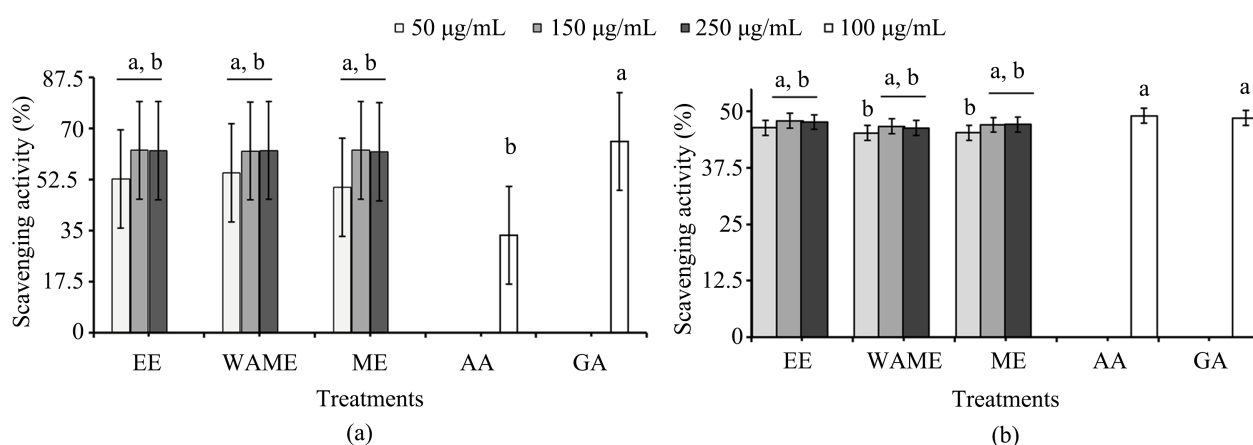 50 μg/mL 150 μg/mL 250 μg/mL 100 μg/mL
Scavenging activity (%)
87.5
70
52.5
35
17.5
0
a, b a, b a, b b a
EE WAME ME AA GA
Treatments
(a)
Scavenging activity (%)
50
37.5
25
12.5
0
a, b b a, b b a, b a a
EE WAME ME AA GA
Treatments
(b)